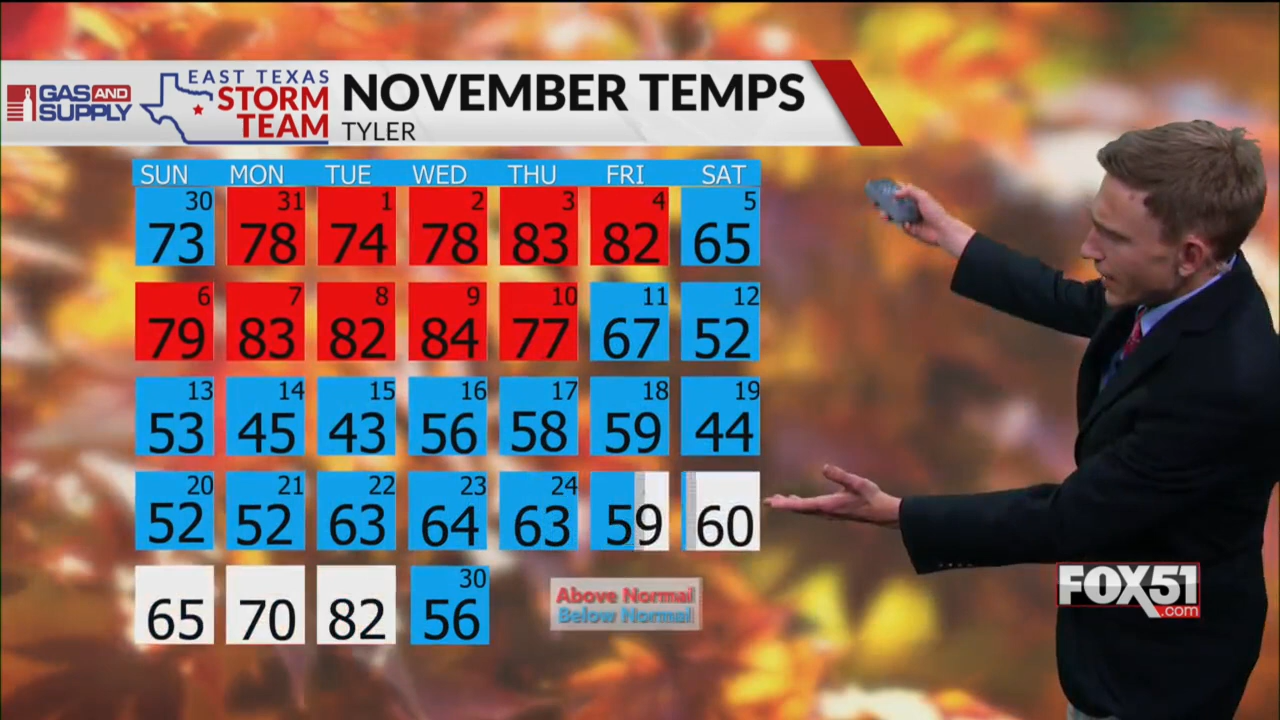 GAS AND
SUPPLY
EAST TEXAS
STORM
TEAM
NOVEMBER TEMPS
TYLER
SUN MON TUE WED THU FRI SAT
30 31 1 2 3 4 5
73 78 74 78 83 82 65
6 7 8 9 10 11 12
79 83 82 84 77 67 52
13 14 15 16 17 18 19
53 45 43 56 58 59 44
20 21 22 23 24
52 52 63 64 63 59 60
30
65 70 82 56
Above Normal
Below Normal
FOX51
.com